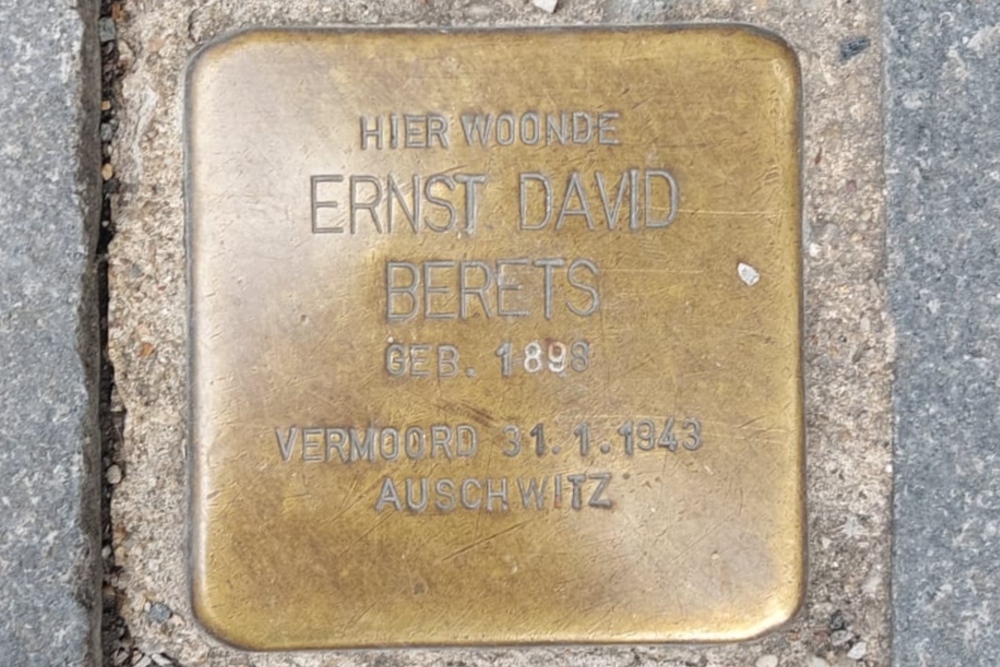 HIER WOONDE
ERNST DAVID
BERETS
GEB. 1898
VERMOORD 31.1.1943
AUSCHWITZ